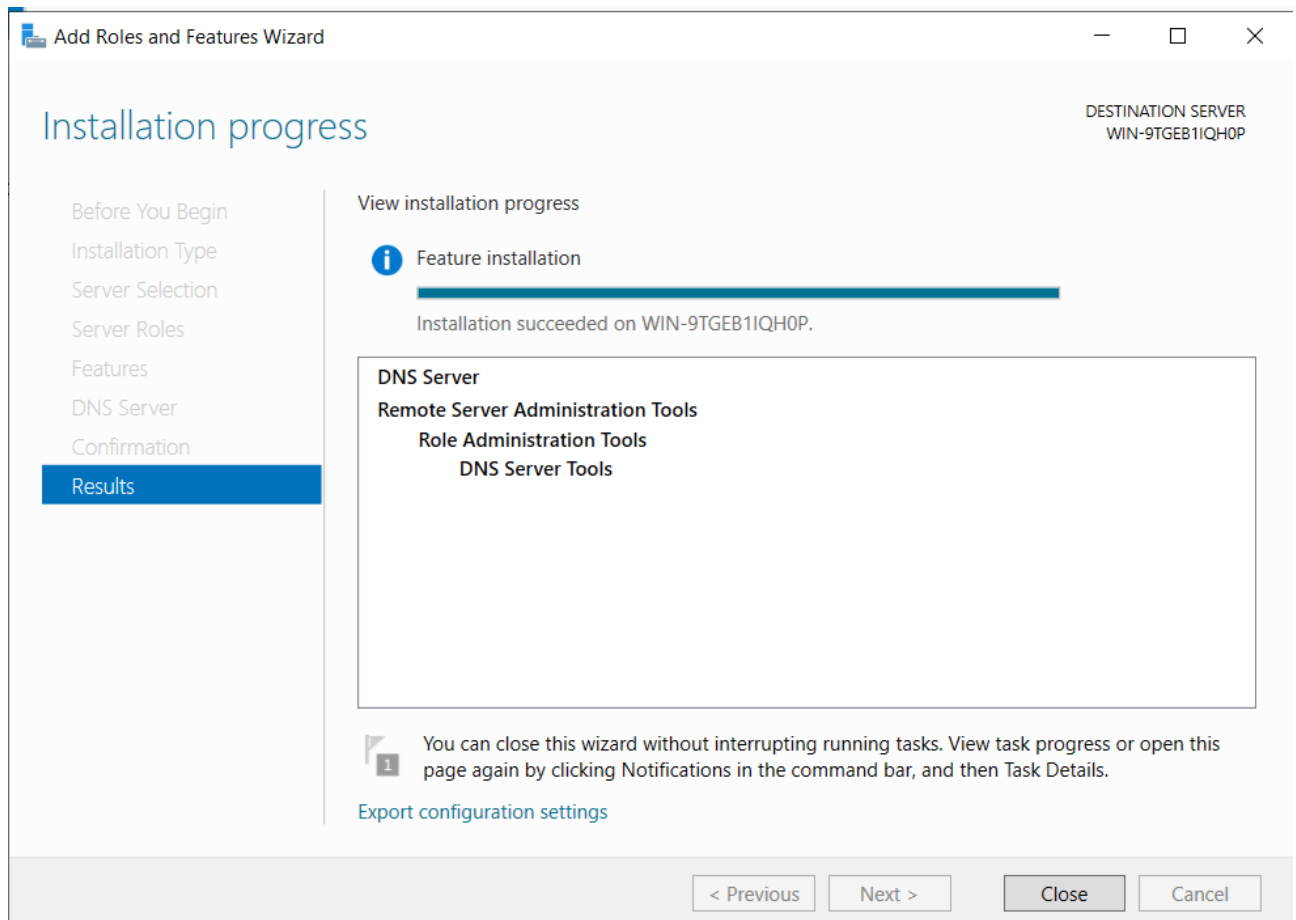 Add Roles and Features Wizard
Installation progress
DESTINATION SERVER
WIN-9TGEB1IQH0P
Before You Begin
Installation Type
Server Selection
Server Roles
Features
DNS Server
Confirmation
Results
View installation progress
Feature installation
Installation succeeded on WIN-9TGEB1IQH0P.
DNS Server
Remote Server Administration Tools
Role Administration Tools
DNS Server Tools
1
You can close this wizard without interrupting running tasks. View task progress or open this
page again by clicking Notifications in the command bar, and then Task Details.
Export configuration settings
< Previous
Next >
Close
Cancel